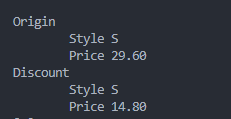 Origin
Style S
Price 29.60
Discount
Style S
Price 14.80